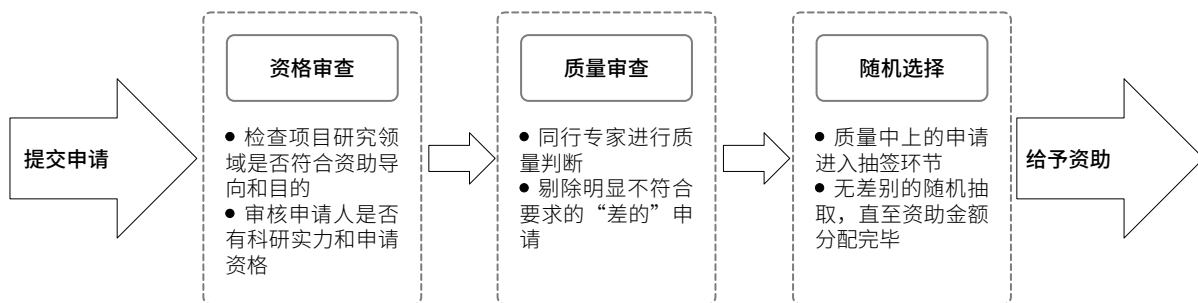 提交申请
资格审查
● 检查项目研究领
域是否符合资助导
向和目的
● 审核申请人是否
有科研实力和申请
资格
质量审查
● 同行专家进行质
量判断
● 剔除明显不符合
要求的“差的”申
请
随机选择
● 质量中上的申请
进入抽签环节
● 无差别的随机抽
取，直至资助金额
分配完毕
给予资助